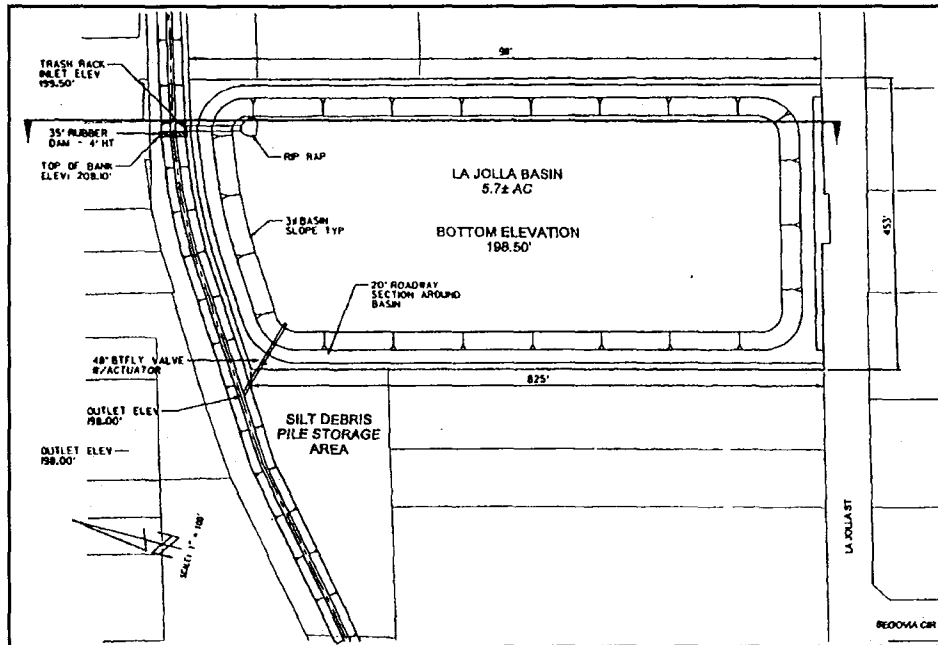 TRASH RACK
INLET ELEV
199.50'
35' RUBBER
DAM - 4' HT
TOP OF BANK
ELEV: 208.10'
RIP RAP
LA JOLLA BASIN
5.7± AC
BOTTOM ELEVATION
198.50'
3:1 BASIN
SLOPE TYP
20' ROADWAY
SECTION AROUND
BASIN
453'
48" BTFLY VALVE
W/ACTUATOR
825'
OUTLET ELEV
198.00'
OUTLET ELEV
198.00'
SILT DEBRIS
PILE STORAGE
AREA
SCALE: 1" = 100'
LA JOLLA ST
SEGOVIA CIR